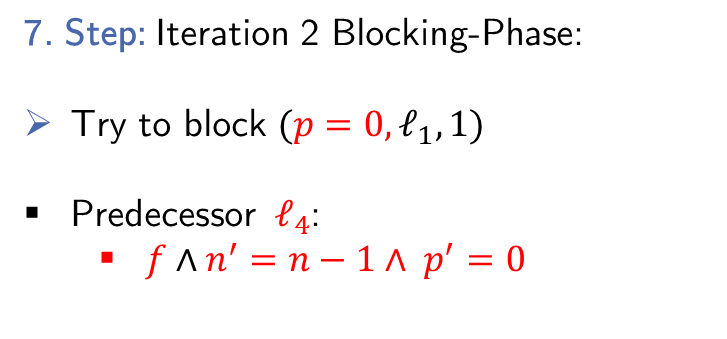 7. Step: Iteration 2 Blocking-Phase:
➢ Try to block (p = 0, ℓ₁, 1)
▪ Predecessor ℓ₄:
▪ f ∧ n′ = n − 1 ∧ p′ = 0